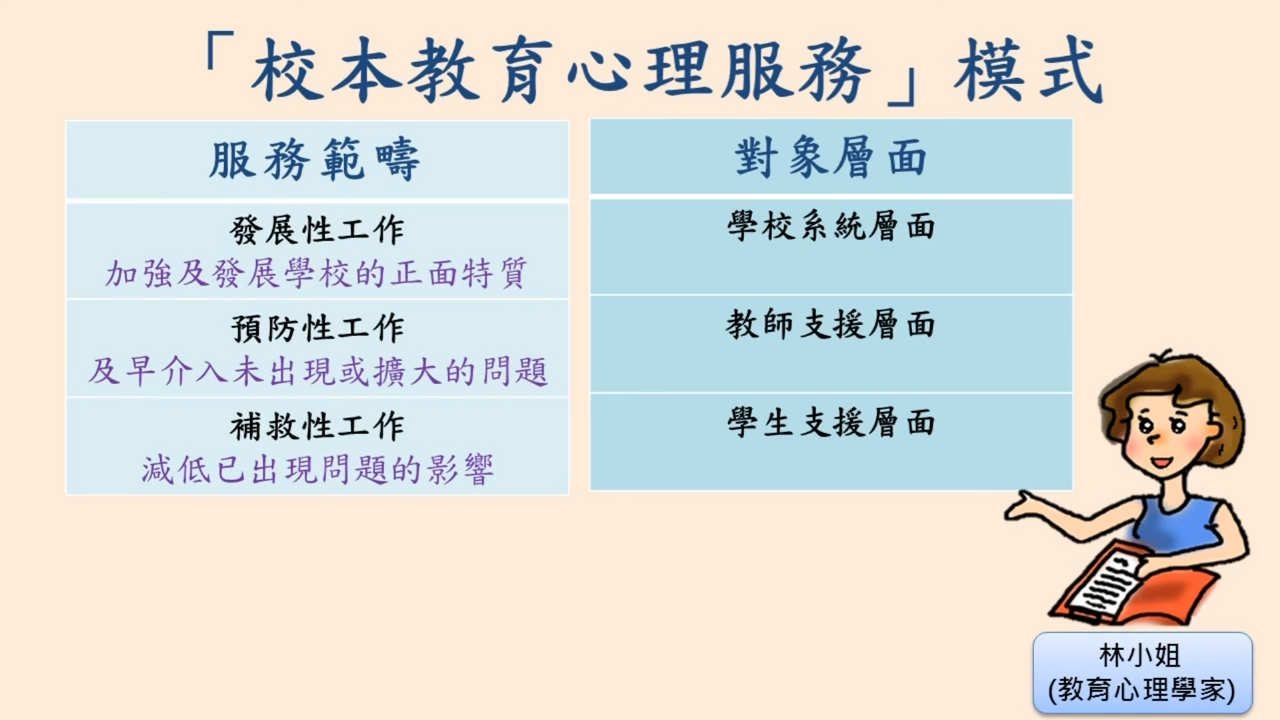 「校本教育心理服務」模式
服務範疇
發展性工作
加強及發展學校的正面特質
預防性工作
及早介入未出現或擴大的問題
補救性工作
減低已出現問題的影響
對象層面
學校系統層面
教師支援層面
學生支援層面
林小姐
(教育心理學家)